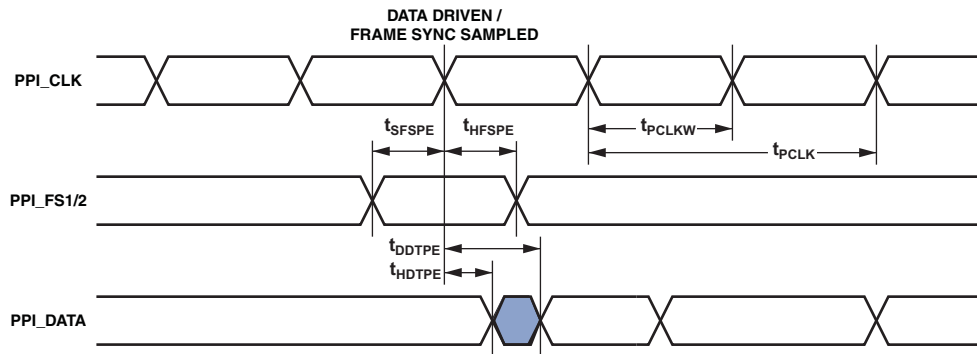 DATA DRIVEN /
FRAME SYNC SAMPLED
PPI_CLK
tSFSPE
tHFSPE
tPCLKW
tPCLK
PPI_FS1/2
tDDTPE
tHDTPE
PPI_DATA